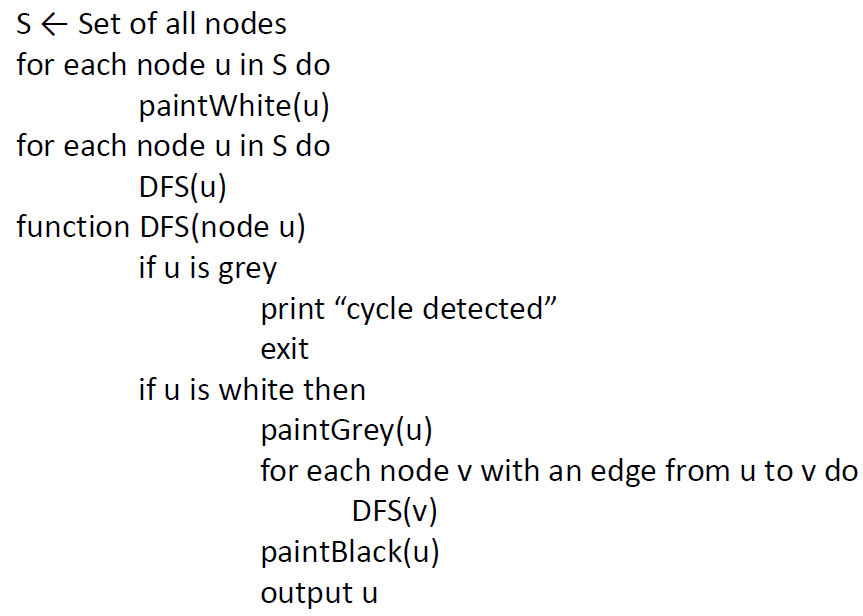 S ← Set of all nodes
for each node u in S do
paintWhite(u)
for each node u in S do
DFS(u)
function DFS(node u)
if u is grey
print “cycle detected”
exit
if u is white then
paintGrey(u)
for each node v with an edge from u to v do
DFS(v)
paintBlack(u)
output u